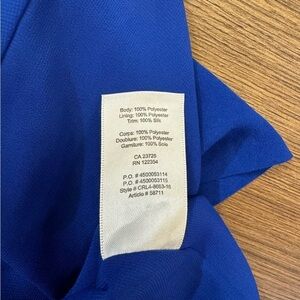 Body: 100% Polyester
Lining: 100% Polyester
Trim: 100% Silk
Corps: 100% Polyester
Doublure: 100% Polyester
Garniture: 100% Soie
CA 23725
RN 122354
P.O. # 4500053114
P.O. # 4500053115
Style # CRL4-8653-16
Article # 58711